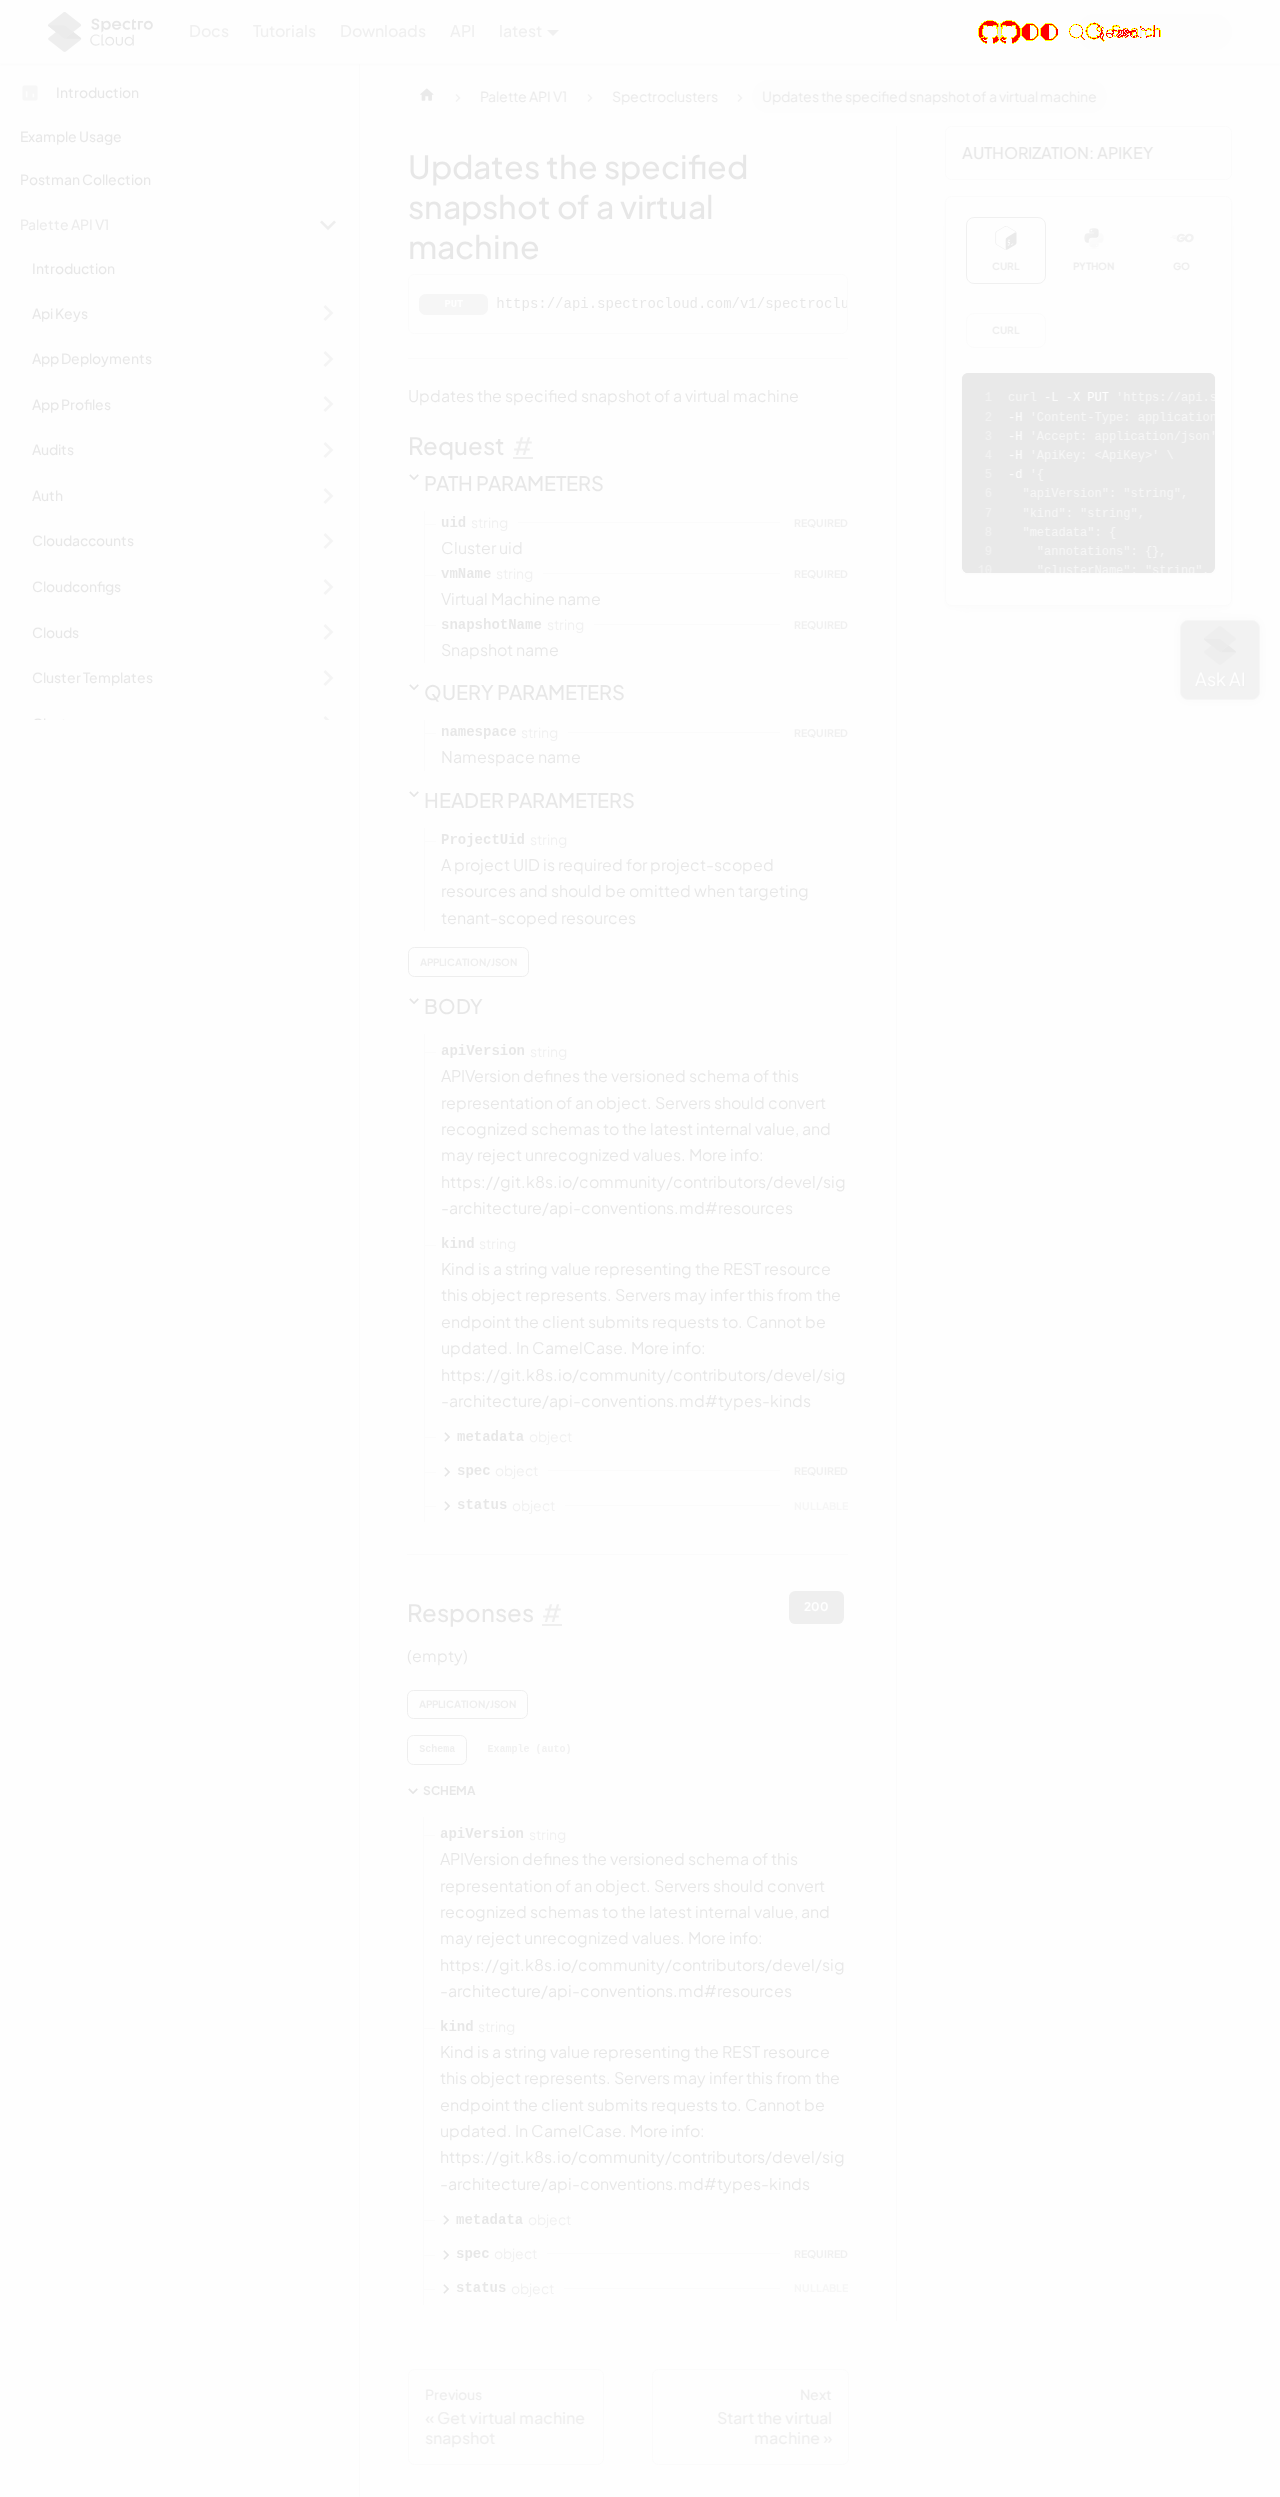 Spectro
Cloud
Docs
Tutorials
Downloads
API
latest
Search
Introduction
Example Usage
Postman Collection
Palette API V1
Introduction
Api Keys
App Deployments
App Profiles
Audits
Auth
Cloudaccounts
Cloudconfigs
Clouds
Cluster Templates
Palette API V1
Spectroclusters
Updates the specified snapshot of a virtual machine
Updates the specified
snapshot of a virtual
machine
PUT
https://api.spectrocloud.com/v1/spectroclu
Updates the specified snapshot of a virtual machine
Request #
PATH PARAMETERS
uid string REQUIRED
Cluster uid
vmName string REQUIRED
Virtual Machine name
snapshotName string REQUIRED
Snapshot name
QUERY PARAMETERS
namespace string REQUIRED
Namespace name
HEADER PARAMETERS
ProjectUid string
A project UID is required for project-scoped
resources and should be omitted when targeting
tenant-scoped resources
APPLICATION/JSON
BODY
apiVersion string
APIVersion defines the versioned schema of this
representation of an object. Servers should convert
recognized schemas to the latest internal value, and
may reject unrecognized values. More info:
https://git.k8s.io/community/contributors/devel/sig
-architecture/api-conventions.md#resources
kind string
Kind is a string value representing the REST resource
this object represents. Servers may infer this from the
endpoint the client submits requests to. Cannot be
updated. In CamelCase. More info:
https://git.k8s.io/community/contributors/devel/sig
-architecture/api-conventions.md#types-kinds
metadata object
spec object REQUIRED
status object NULLABLE
Responses #
200
(empty)
APPLICATION/JSON
Schema
Example (auto)
SCHEMA
apiVersion string
APIVersion defines the versioned schema of this
representation of an object. Servers should convert
recognized schemas to the latest internal value, and
may reject unrecognized values. More info:
https://git.k8s.io/community/contributors/devel/sig
-architecture/api-conventions.md#resources
kind string
Kind is a string value representing the REST resource
this object represents. Servers may infer this from the
endpoint the client submits requests to. Cannot be
updated. In CamelCase. More info:
https://git.k8s.io/community/contributors/devel/sig
-architecture/api-conventions.md#types-kinds
metadata object
spec object REQUIRED
status object NULLABLE
Previous
« Get virtual machine
snapshot
Next
Start the virtual
machine »
AUTHORIZATION: APIKEY
CURL
PYTHON
GO
GO
CURL
1 curl -L -X PUT 'https://api.s
2 -H 'Content-Type: application
3 -H 'Accept: application/json'
4 -H 'ApiKey: <ApiKey>' \
5 -d '{
6 "apiVersion": "string",
7 "kind": "string",
8 "metadata": {
9 "annotations": {},
10 "clusterName": "string"
Ask AI